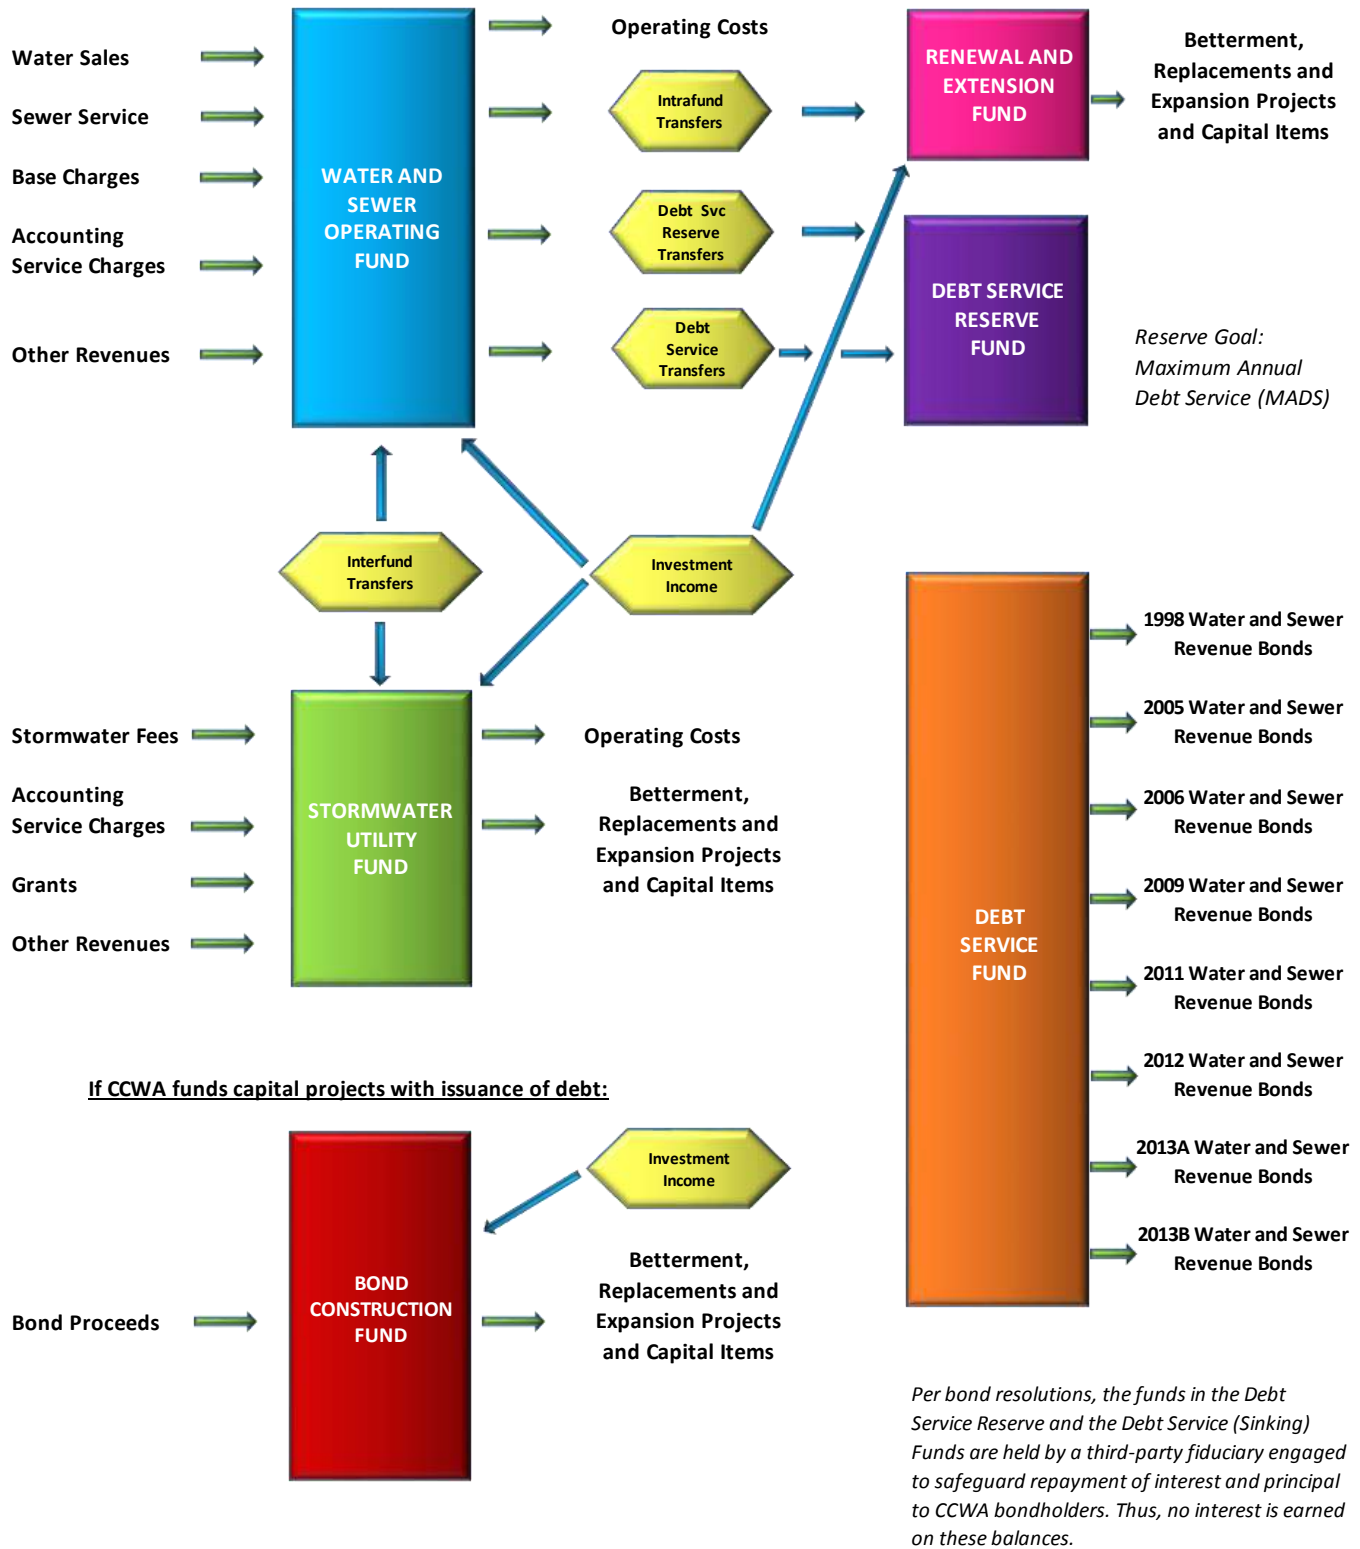 Water Sales
Sewer Service
Base Charges
Accounting
Service Charges
Other Revenues
WATER AND
SEWER
OPERATING
FUND
Operating Costs
Intrafund
Transfers
Debt Svc
Reserve
Transfers
Debt
Service
Transfers
RENEWAL AND
EXTENSION
FUND
Betterment,
Replacements and
Expansion Projects
and Capital Items
DEBT SERVICE
RESERVE
FUND
Reserve Goal:
Maximum Annual
Debt Service (MADS)
Interfund
Transfers
Investment
Income
Stormwater Fees
Accounting
Service Charges
Grants
Other Revenues
STORMWATER
UTILITY
FUND
Operating Costs
Betterment,
Replacements and
Expansion Projects
and Capital Items
DEBT
SERVICE
FUND
1998 Water and Sewer
Revenue Bonds
2005 Water and Sewer
Revenue Bonds
2006 Water and Sewer
Revenue Bonds
2009 Water and Sewer
Revenue Bonds
2011 Water and Sewer
Revenue Bonds
2012 Water and Sewer
Revenue Bonds
2013A Water and Sewer
Revenue Bonds
2013B Water and Sewer
Revenue Bonds
If CCWA funds capital projects with issuance of debt:
Bond Proceeds
BOND
CONSTRUCTION
FUND
Investment
Income
Betterment,
Replacements and
Expansion Projects
and Capital Items
Per bond resolutions, the funds in the Debt
Service Reserve and the Debt Service (Sinking)
Funds are held by a third-party fiduciary engaged
to safeguard repayment of interest and principal
to CCWA bondholders. Thus, no interest is earned
on these balances.